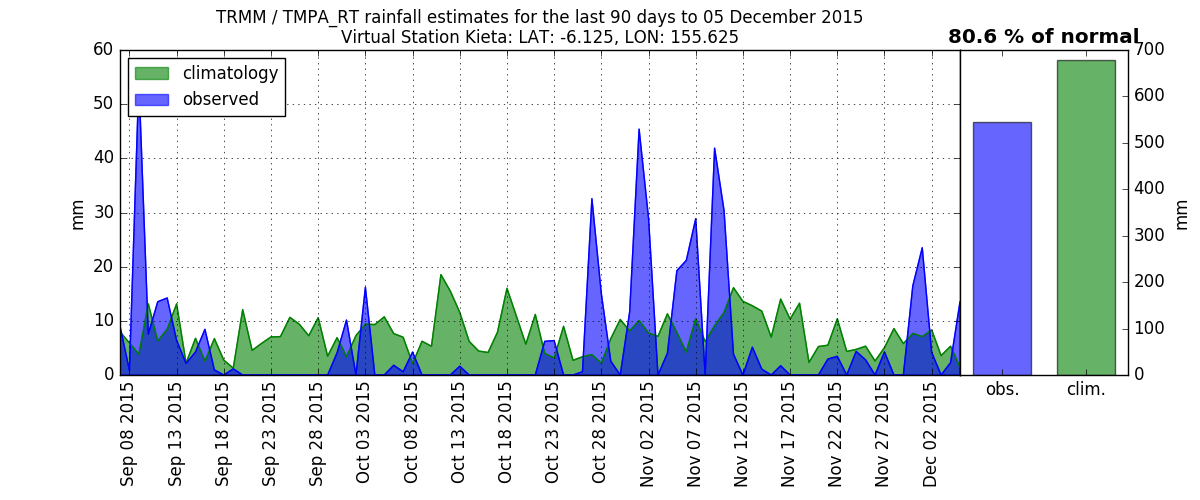 TRMM / TMPA_RT rainfall estimates for the last 90 days to 05 December 2015
Virtual Station Kieta: LAT: -6.125, LON: 155.625
80.6 % of normal
climatology
observed
60
50
40
30
20
10
0
mm
Sep 08 2015
Sep 13 2015
Sep 18 2015
Sep 23 2015
Sep 28 2015
Oct 03 2015
Oct 08 2015
Oct 13 2015
Oct 18 2015
Oct 23 2015
Oct 28 2015
Nov 02 2015
Nov 07 2015
Nov 12 2015
Nov 17 2015
Nov 22 2015
Nov 27 2015
Dec 02 2015
700
600
500
400
300
200
100
0
mm
obs.
clim.